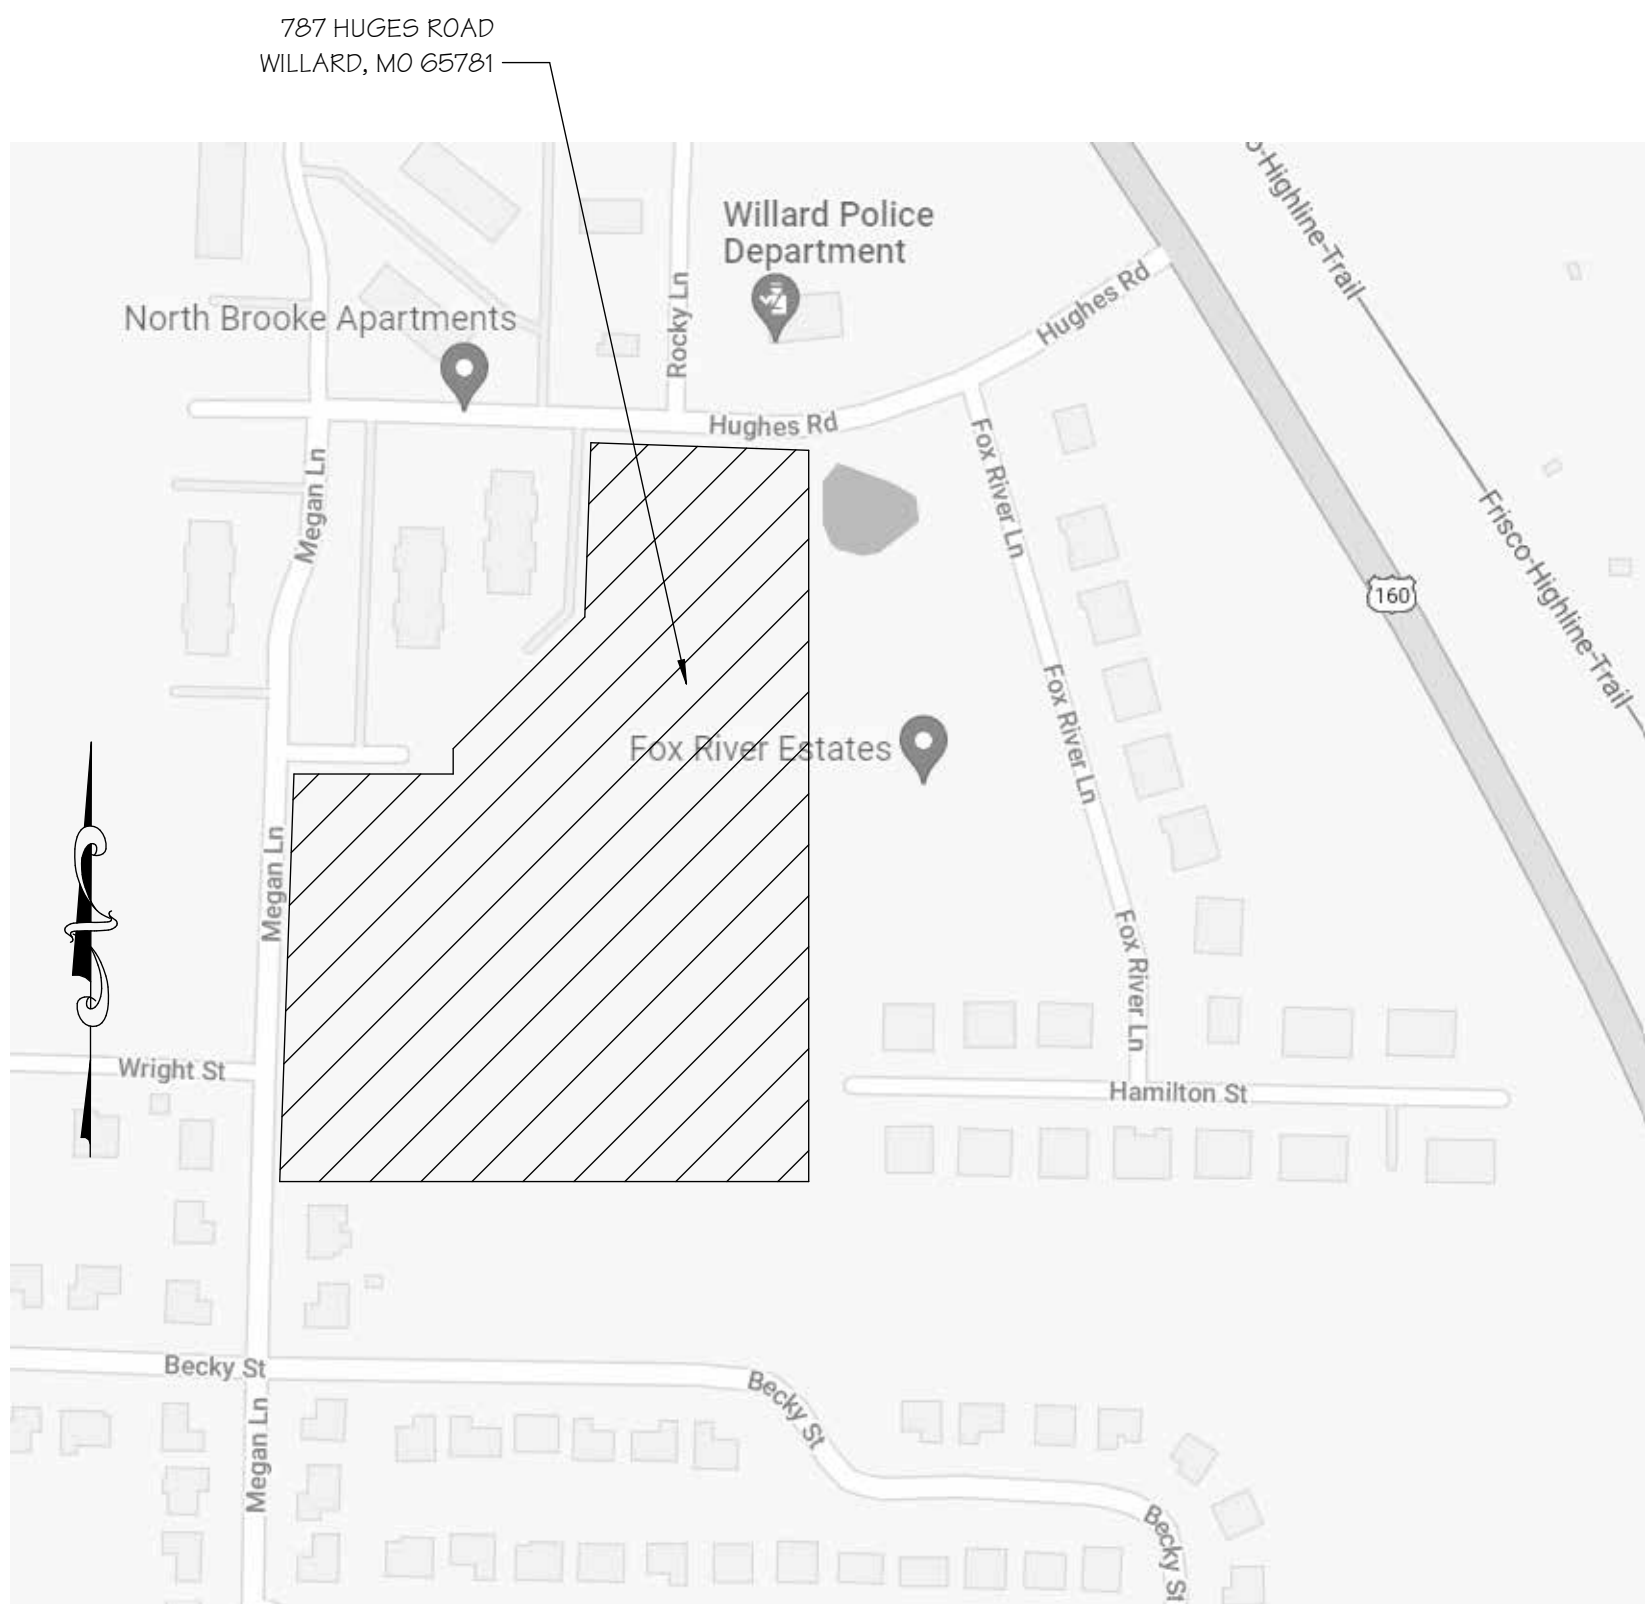 787 HUGES ROAD
WILLARD, MO 65781
o-Highline-Trail
Willard Police
Department
Hughes Rd
Rocky Ln
North Brooke Apartments
Hughes Rd
Fox River Ln
Megan Ln
Frisco-Highline-Trail
160
Fox River Ln
Fox River Estates
Megan Ln
Fox River Ln
Wright St
Hamilton St
Becky St
Becky St
Megan Ln
Becky St